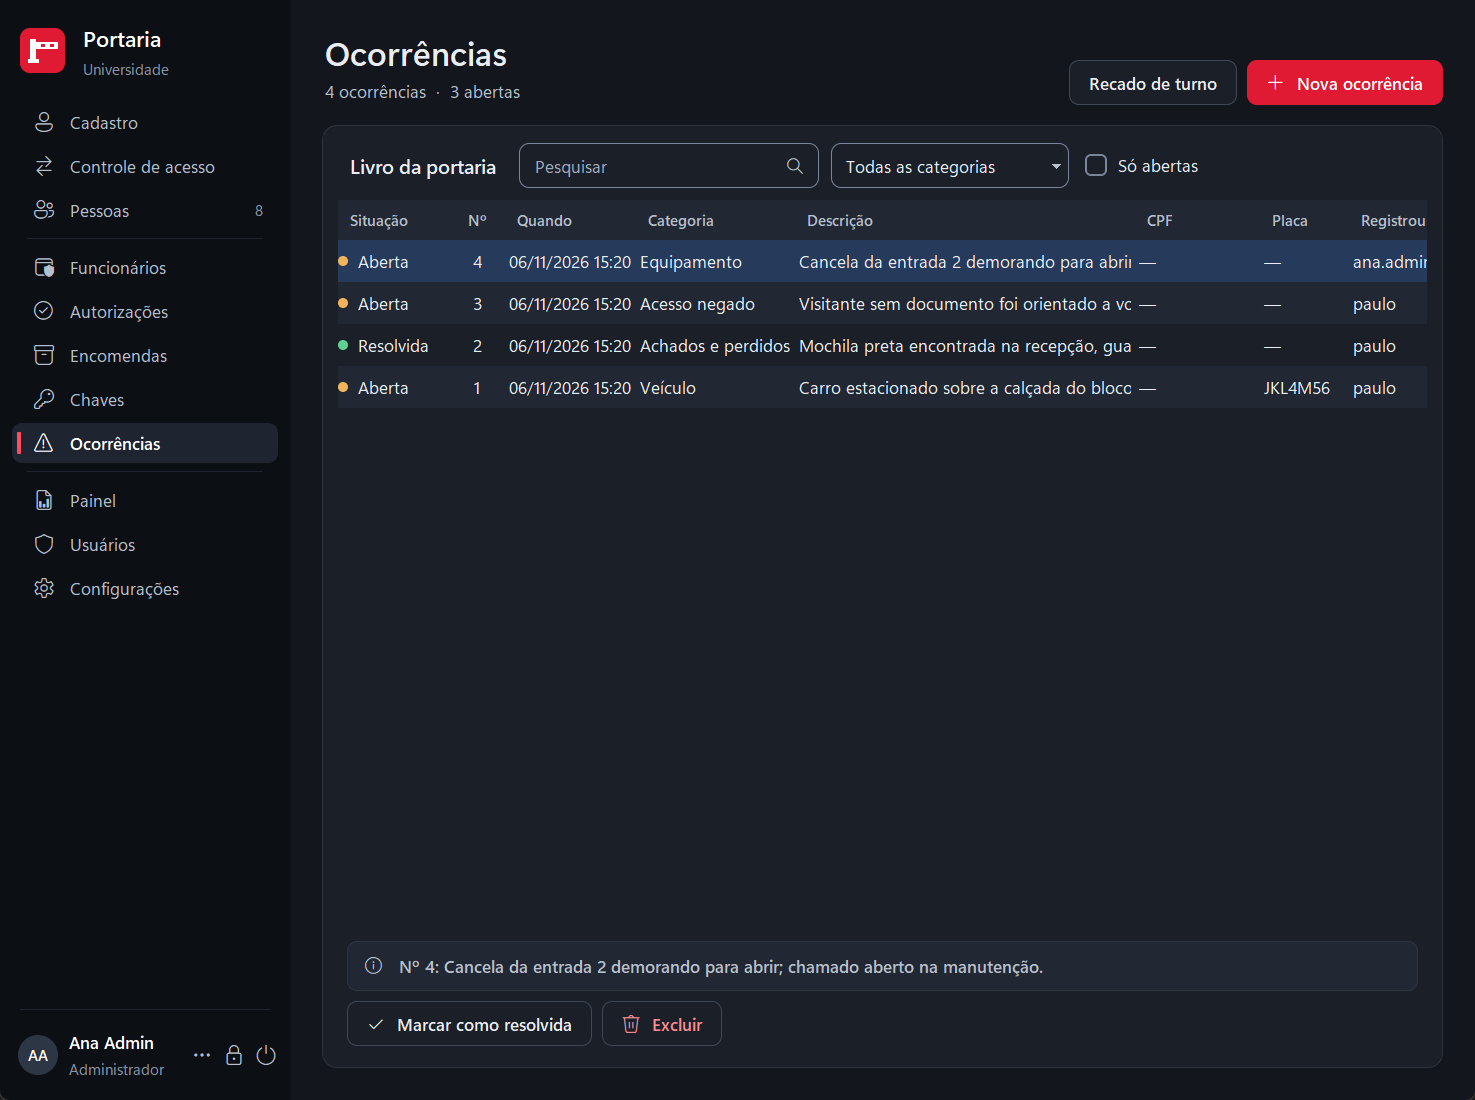 Portaria
Universidade
Cadastro
Controle de acesso
Pessoas 8
Funcionários
Autorizações
Encomendas
Chaves
Ocorrências
Painel
Usuários
Configurações
AA
Ana Admin
Administrador
Ocorrências
4 ocorrências · 3 abertas
Recado de turno
Nova ocorrência
Livro da portaria
Pesquisar
Todas as categorias
Só abertas
Situação Nº Quando Categoria Descrição CPF Placa Registrou
Aberta 4 06/11/2026 15:20 Equipamento Cancela da entrada 2 demorando para abrir — — ana.admin
Aberta 3 06/11/2026 15:20 Acesso negado Visitante sem documento foi orientado a vo — — paulo
Resolvida 2 06/11/2026 15:20 Achados e perdidos Mochila preta encontrada na recepção, gua — — paulo
Aberta 1 06/11/2026 15:20 Veículo Carro estacionado sobre a calçada do bloco — JKL4M56 paulo
Nº 4: Cancela da entrada 2 demorando para abrir; chamado aberto na manutenção.
Marcar como resolvida
Excluir